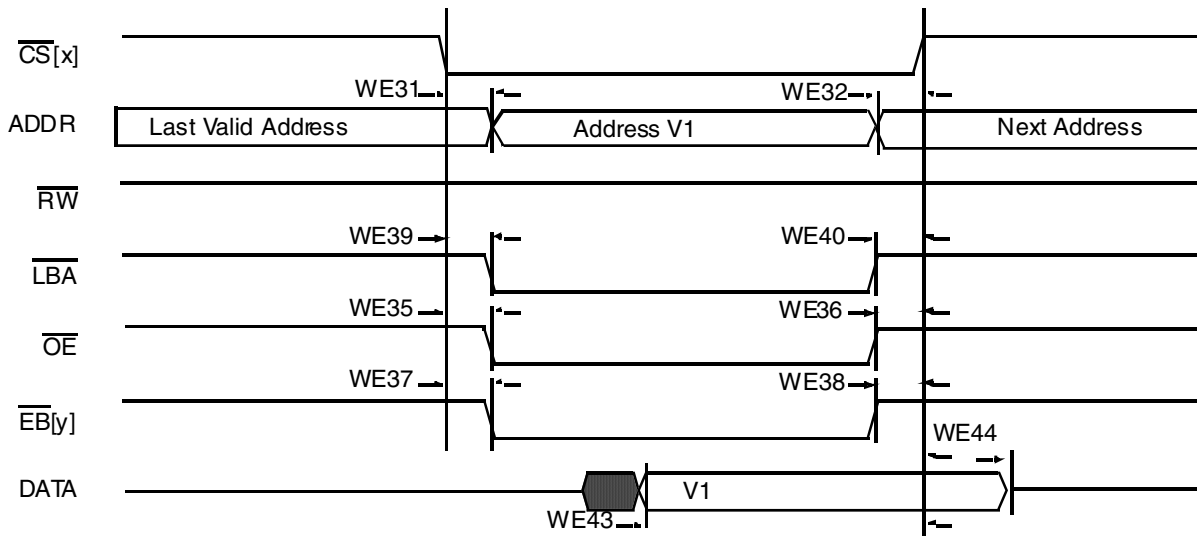 CS[x]
WE31
WE32
ADDR
Last Valid Address
Address V1
Next Address
RW
WE39
WE40
LBA
WE35
WE36
OE
WE37
WE38
EB[y]
WE44
DATA
V1
WE43